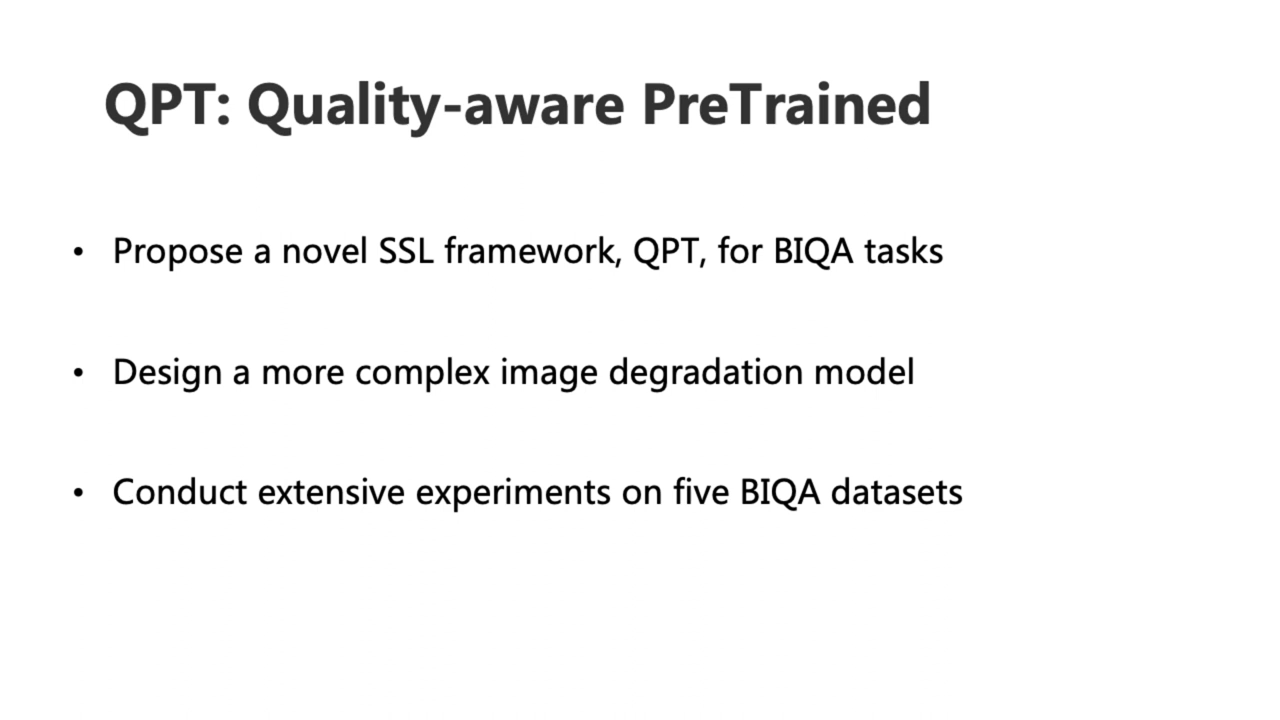 QPT: Quality-aware PreTrained
• Propose a novel SSL framework, QPT, for BIQA tasks
• Design a more complex image degradation model
• Conduct extensive experiments on five BIQA datasets